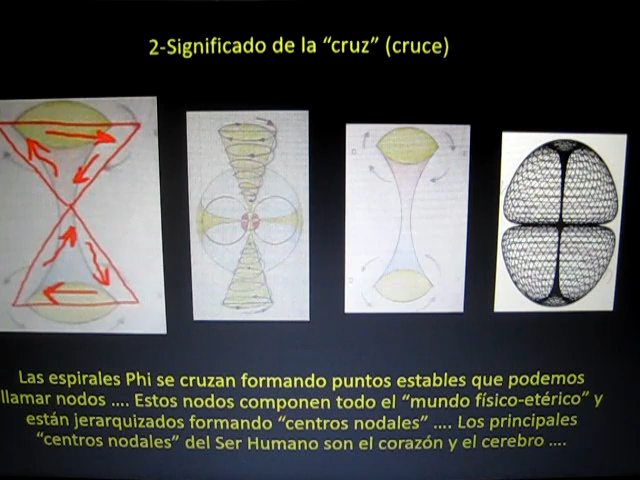 2-Significado de la “cruz” (cruce)
Las espirales Phi se cruzan formando puntos estables que podemos
llamar nodos .... Estos nodos componen todo el “mundo físico-etérico” y
están jerarquizados formando “centros nodales” .... Los principales
“centros nodales” del Ser Humano son el corazón y el cerebro ....